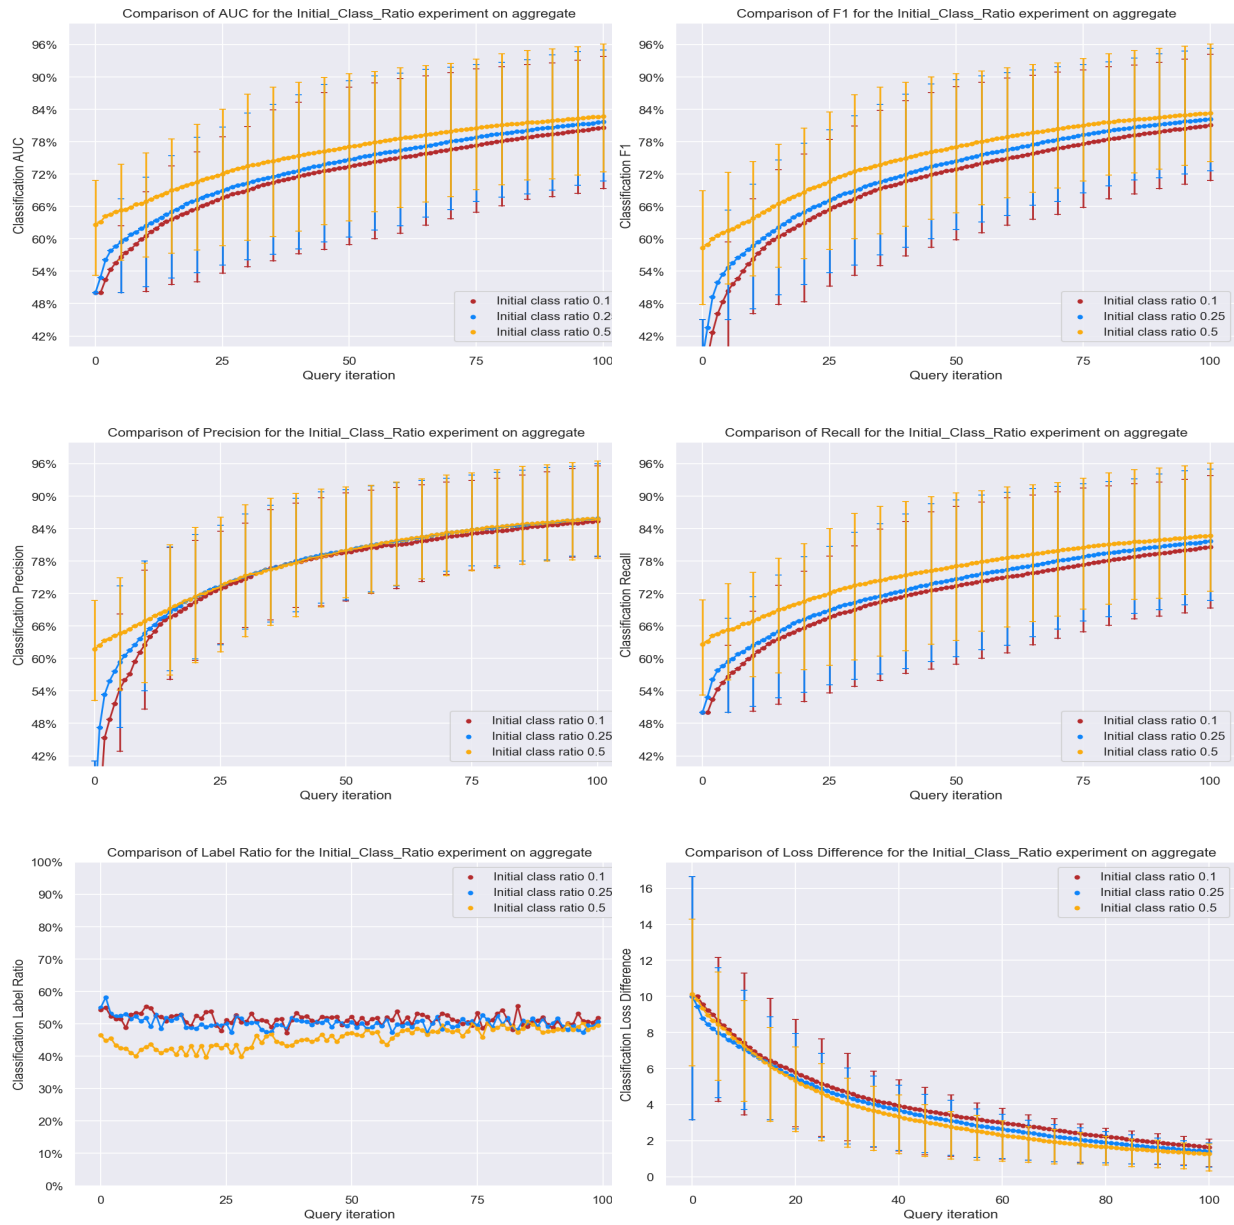 Comparison of AUC for the Initial_Class_Ratio experiment on aggregate
Classification AUC
96%
90%
84%
78%
72%
66%
60%
54%
48%
42%
Initial class ratio 0.1
Initial class ratio 0.25
Initial class ratio 0.5
0
25
50
75
100
Query iteration
Comparison of F1 for the Initial_Class_Ratio experiment on aggregate
Classification F1
96%
90%
84%
78%
72%
66%
60%
54%
48%
42%
Initial class ratio 0.1
Initial class ratio 0.25
Initial class ratio 0.5
0
25
50
75
100
Query iteration
Comparison of Precision for the Initial_Class_Ratio experiment on aggregate
Classification Precision
96%
90%
84%
78%
72%
66%
60%
54%
48%
42%
Initial class ratio 0.1
Initial class ratio 0.25
Initial class ratio 0.5
0
25
50
75
100
Query iteration
Comparison of Recall for the Initial_Class_Ratio experiment on aggregate
Classification Recall
96%
90%
84%
78%
72%
66%
60%
54%
48%
42%
Initial class ratio 0.1
Initial class ratio 0.25
Initial class ratio 0.5
0
25
50
75
100
Query iteration
Comparison of Label Ratio for the Initial_Class_Ratio experiment on aggregate
Classification Label Ratio
100%
90%
80%
70%
60%
50%
40%
30%
20%
10%
0%
Initial class ratio 0.1
Initial class ratio 0.25
Initial class ratio 0.5
0
25
50
75
100
Query iteration
Comparison of Loss Difference for the Initial_Class_Ratio experiment on aggregate
Classification Loss Difference
16
14
12
10
8
6
4
2
0
Initial class ratio 0.1
Initial class ratio 0.25
Initial class ratio 0.5
0
20
40
60
80
100
Query iteration